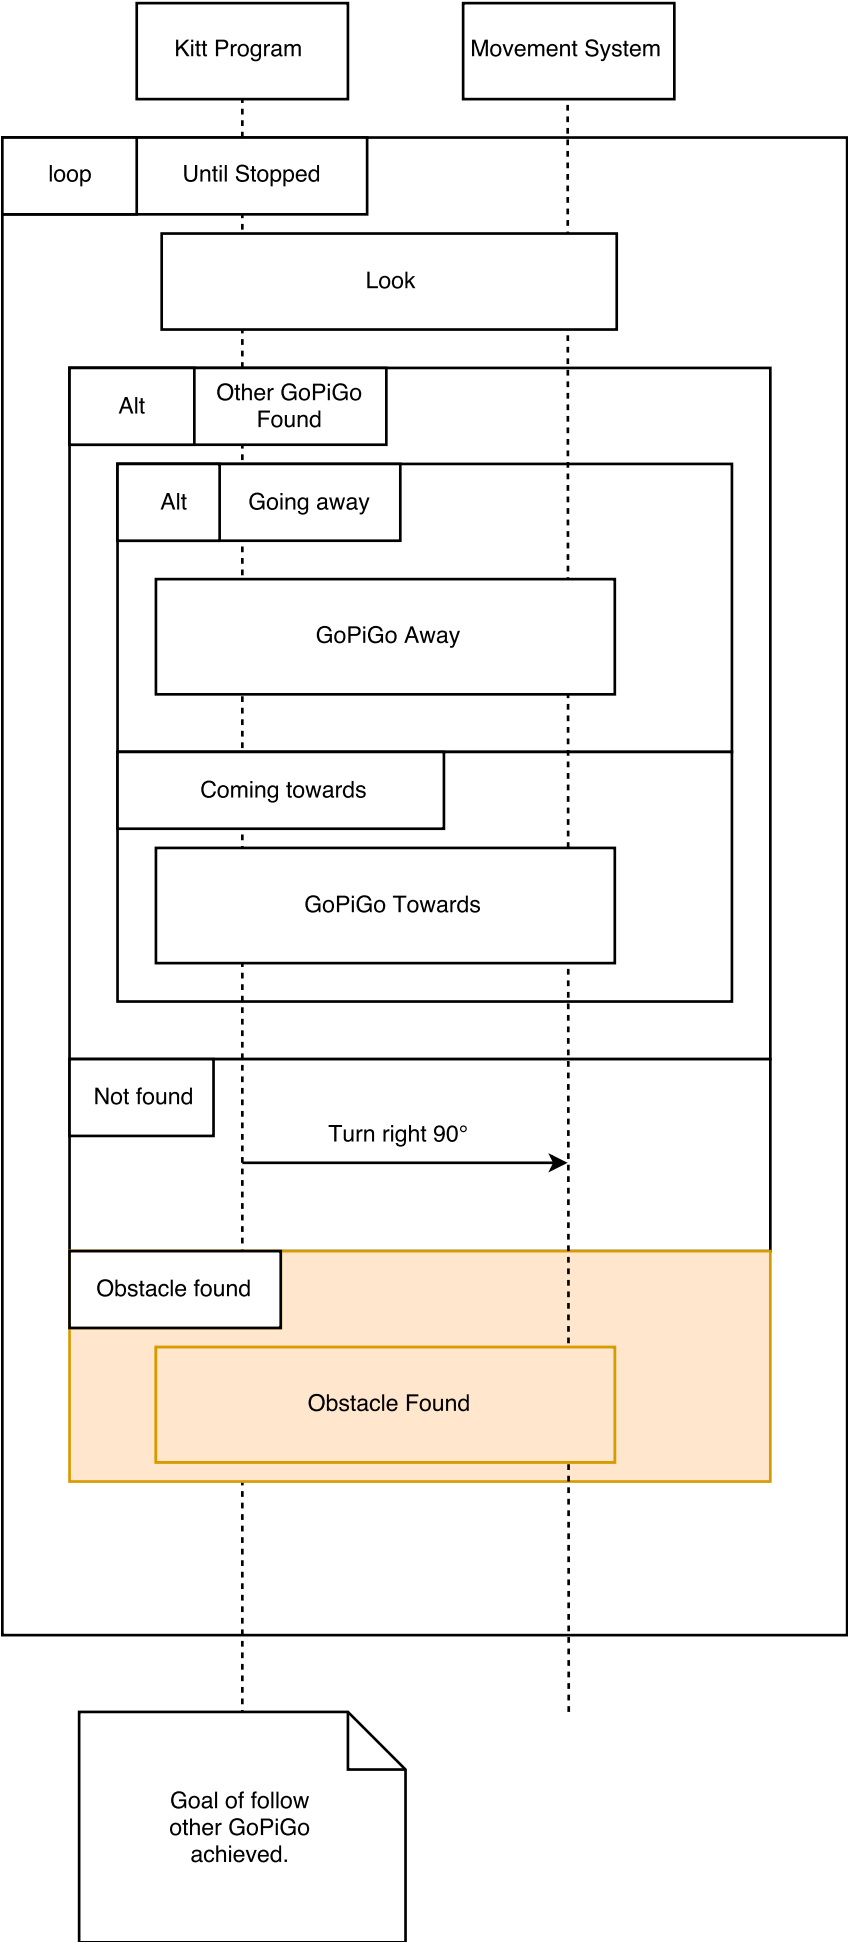 Kitt Program
Movement System
loop
Until Stopped
Look
Alt
Other GoPiGo
Found
Alt
Going away
GoPiGo Away
Coming towards
GoPiGo Towards
Not found
Turn right 90°
Obstacle found
Obstacle Found
Goal of follow
other GoPiGo
achieved.